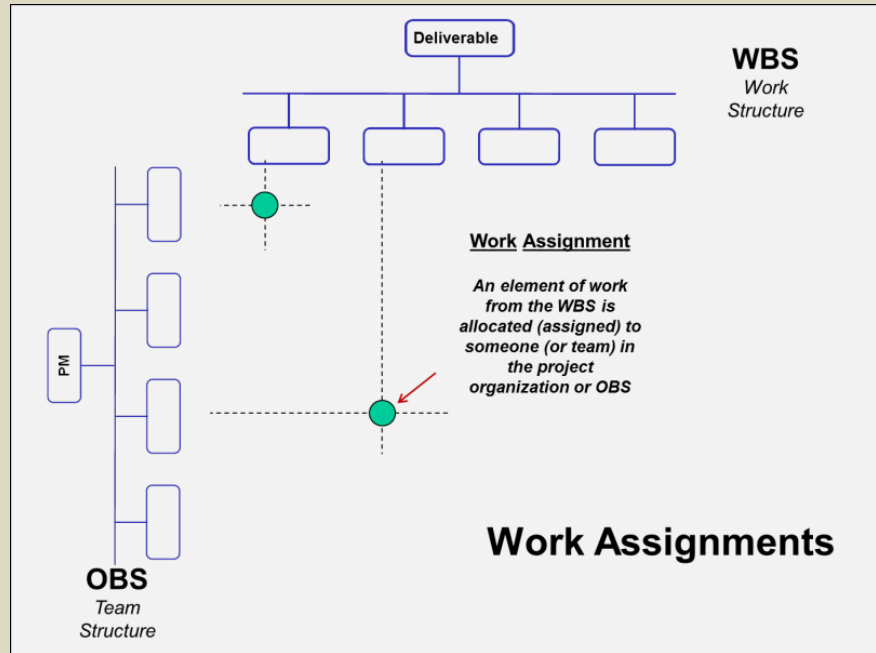 Deliverable
WBS
Work
Structure
Work Assignment
An element of work
from the WBS is
allocated (assigned) to
someone (or team) in
the project
organization or OBS
PM
Work Assignments
OBS
Team
Structure